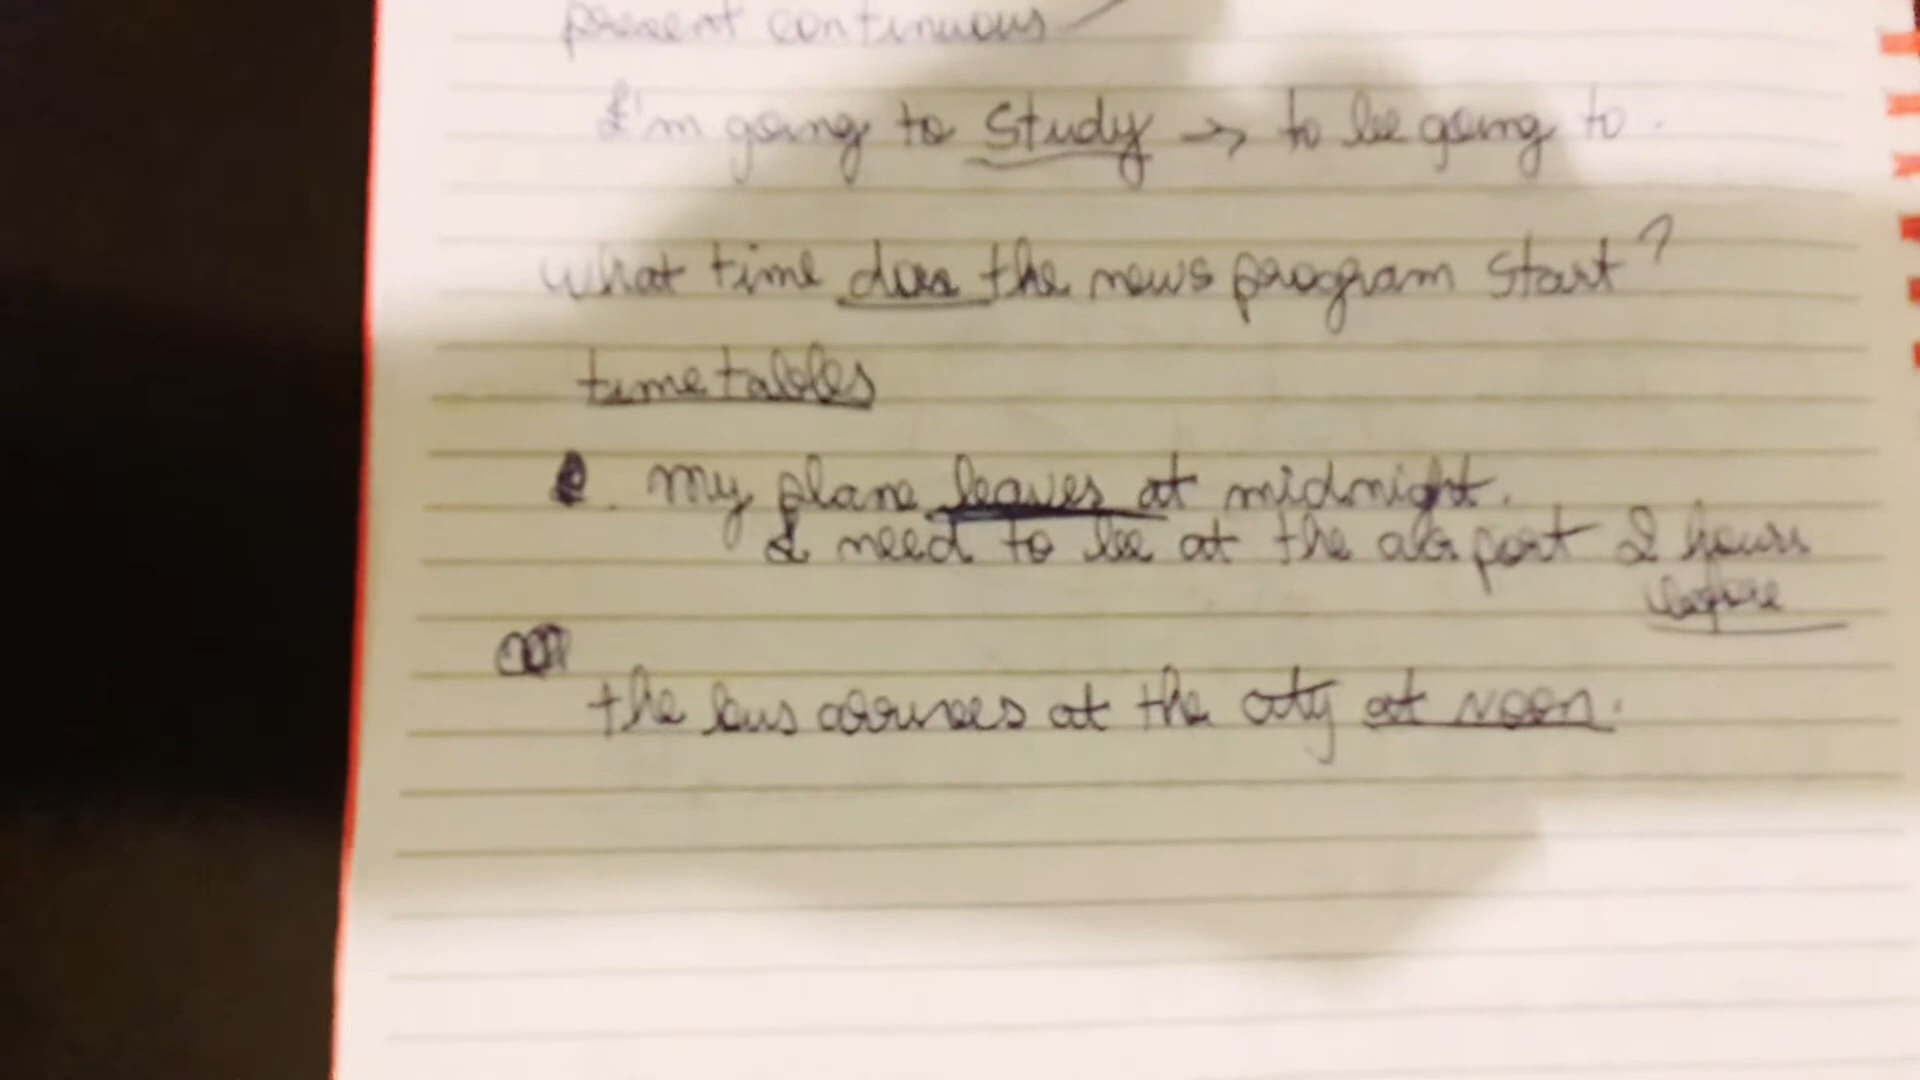 present continuous
I'm going to study → to be going to.
what time does the news program start?
timetables
. my plane leaves at midnight.
I need to be at the airport 2 hours
before
the bus arrives at the city at noon.